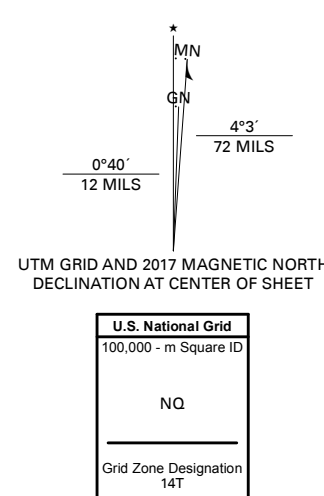 ★
MN
GN
4°3´
72 MILS
0°40´
12 MILS
UTM GRID AND 2017 MAGNETIC NORTH
DECLINATION AT CENTER OF SHEET
U.S. National Grid
100,000 - m Square ID
NQ
Grid Zone Designation
14T